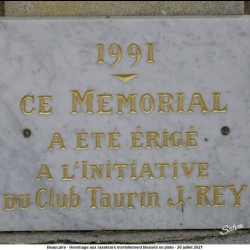 1991
CE MEMORIAL
A ÉTÉ ÉRIGÉ
A L'INITIATIVE
DU CLUB TAURIN J. REY
Beaucaire - Hommage aux raseteurs mortellement blessés en piste - 20 juillet 2021